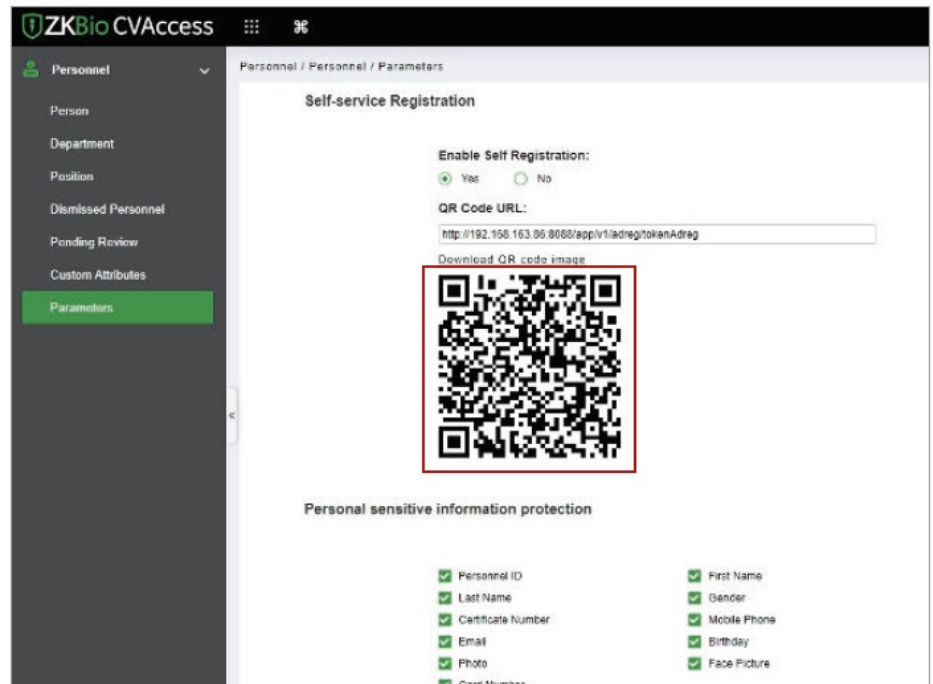 ZKBio CVAccess
Personnel
Person
Department
Position
Dismissed Personnel
Pending Review
Custom Attributes
Parameters
Personnel / Personnel / Parameters
Self-service Registration
Enable Self Registration:
Yes No
QR Code URL:
http://192.168.163.86:8088/app/v1/adreg/tokenAdreg
Download QR code image
Personal sensitive information protection
Personnel ID First Name
Last Name Gender
Certificate Number Mobile Phone
Email Birthday
Photo Face Picture
Card Number